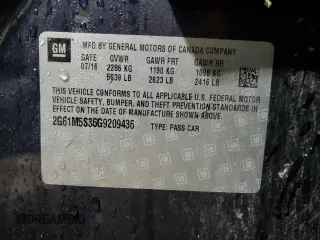 GM
MFD BY GENERAL MOTORS OF CANADA COMPANY
DATE GVWR GAWR FRT GAWR RR
07/16 2286 KG 1190 KG 1096 KG
5039 LB 2623 LB 2416 LB
THIS VEHICLE CONFORMS TO ALL APPLICABLE U.S. FEDERAL
MOTOR VEHICLE SAFETY, BUMPER, AND THEFT PREVENTION
STANDARDS IN EFFECT ON THE DATE OF MANUFACTURE
SHOWN ABOVE.
2G61M5S36G9209436 TYPE: PASS CAR